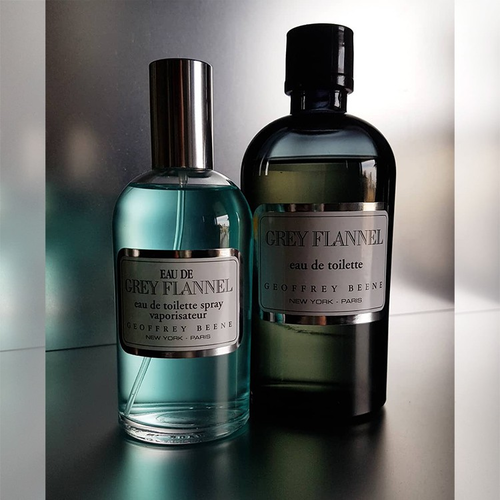 EAU DE
GREY FLANNEL
eau de toilette spray
vaporisateur
GEOFFREY BEENE
NEW YORK - PARIS
GREY FLANNEL
eau de toilette
GEOFFREY BEENE
NEW YORK - PARIS